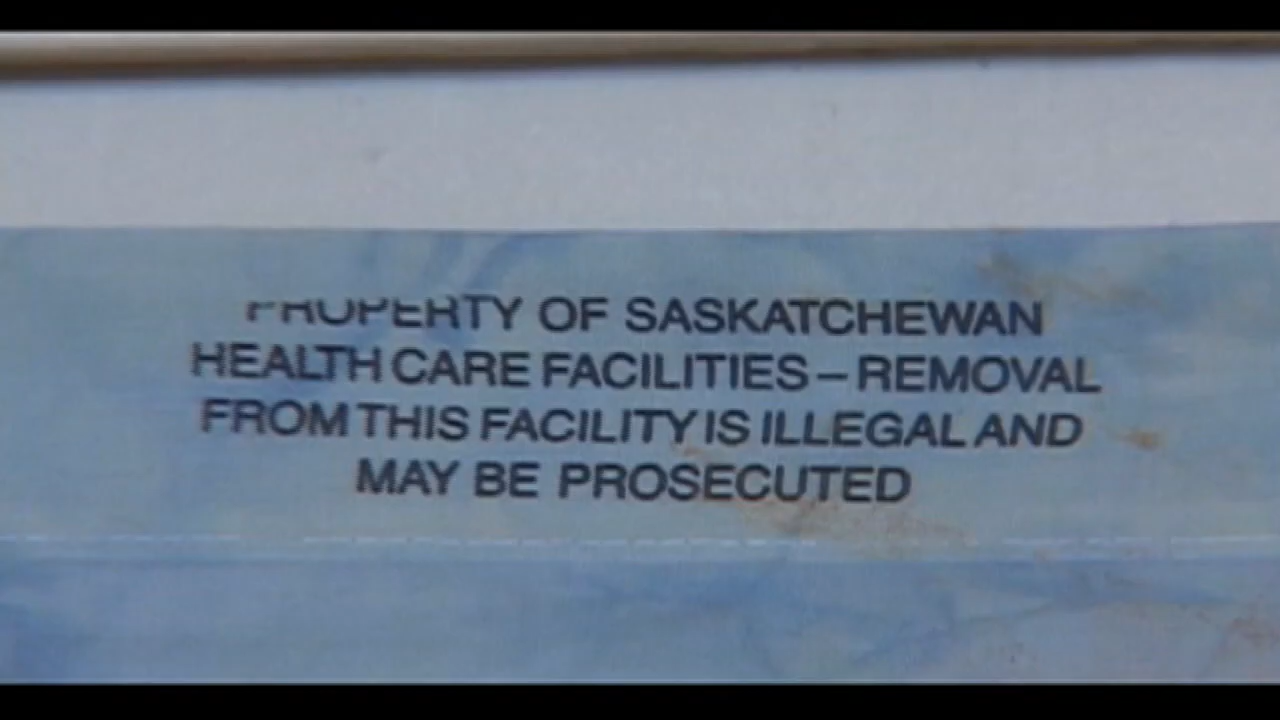 PROPERTY OF SASKATCHEWAN
HEALTH CARE FACILITIES – REMOVAL
FROM THIS FACILITY IS ILLEGAL AND
MAY BE PROSECUTED